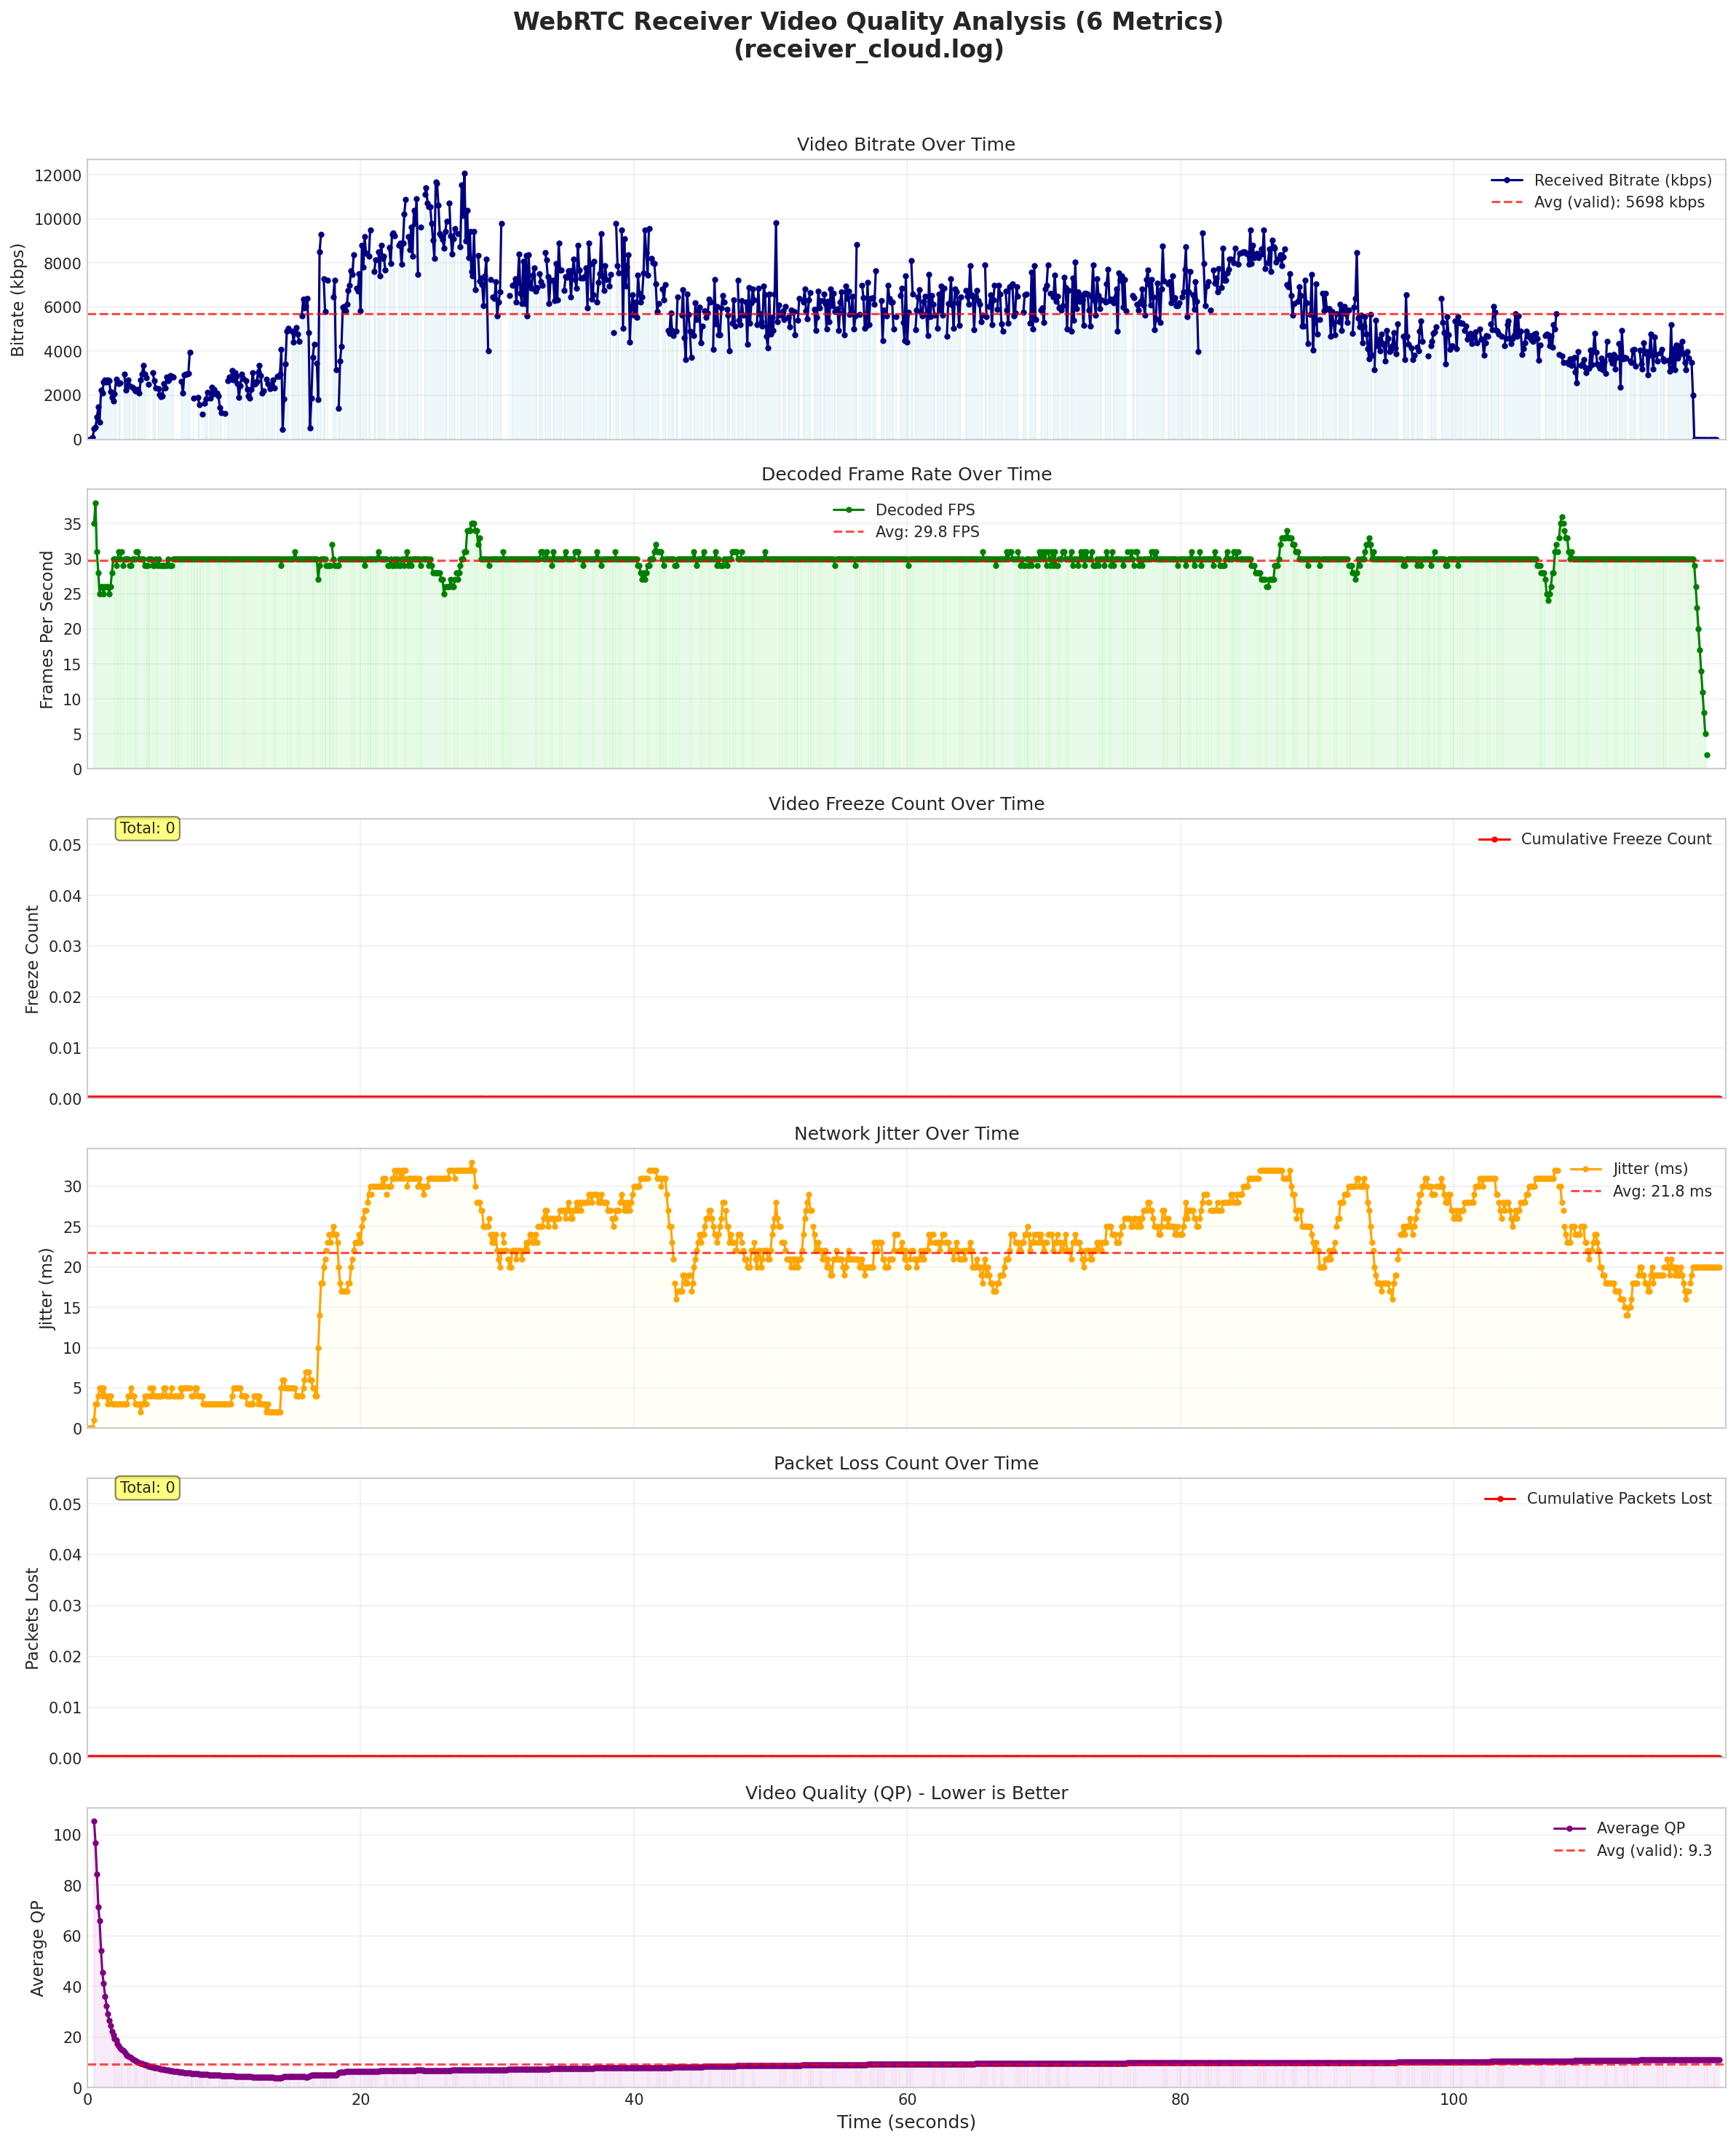 WebRTC Receiver Video Quality Analysis (6 Metrics)
(receiver_cloud.log)
Video Bitrate Over Time
Bitrate (kbps)
12000
10000
8000
6000
4000
2000
0
Received Bitrate (kbps)
Avg (valid): 5698 kbps
Decoded Frame Rate Over Time
Frames Per Second
35
30
25
20
15
10
5
0
Decoded FPS
Avg: 29.8 FPS
Video Freeze Count Over Time
Total: 0
Freeze Count
0.05
0.04
0.03
0.02
0.01
0.00
Cumulative Freeze Count
Network Jitter Over Time
Jitter (ms)
30
25
20
15
10
5
0
Jitter (ms)
Avg: 21.8 ms
Packet Loss Count Over Time
Total: 0
Packets Lost
0.05
0.04
0.03
0.02
0.01
0.00
Cumulative Packets Lost
Video Quality (QP) - Lower is Better
Average QP
100
80
60
40
20
0
Average QP
Avg (valid): 9.3
0 20 40 60 80 100
Time (seconds)